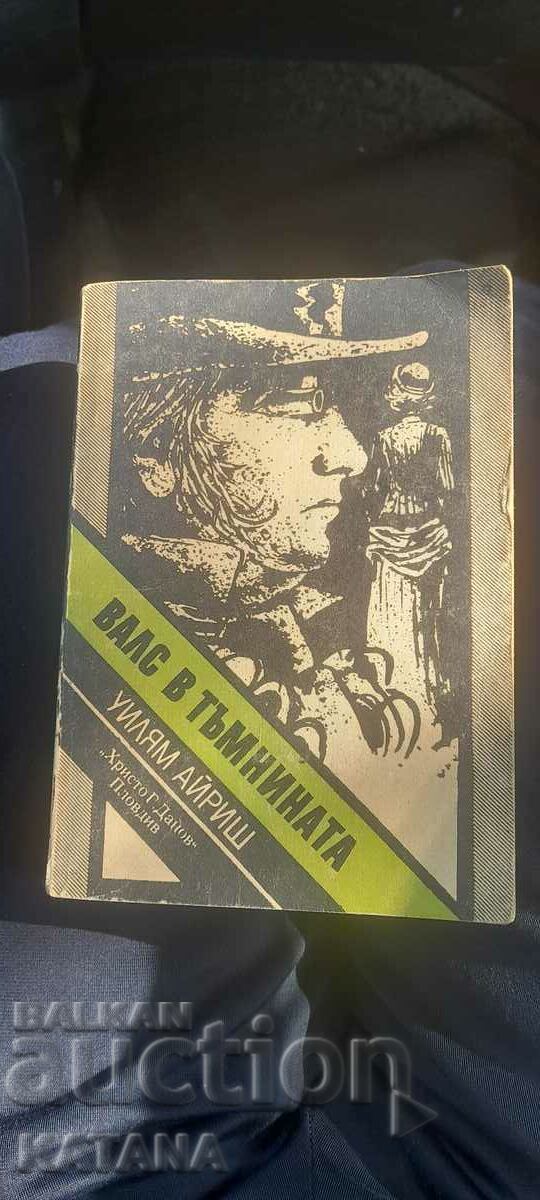 ВАЛС В ТЪМНИНАТА
УИЛЯМ АЙРИШ
„Христо Г. Данов“
Пловдив
BALKAN
auction
KATANA